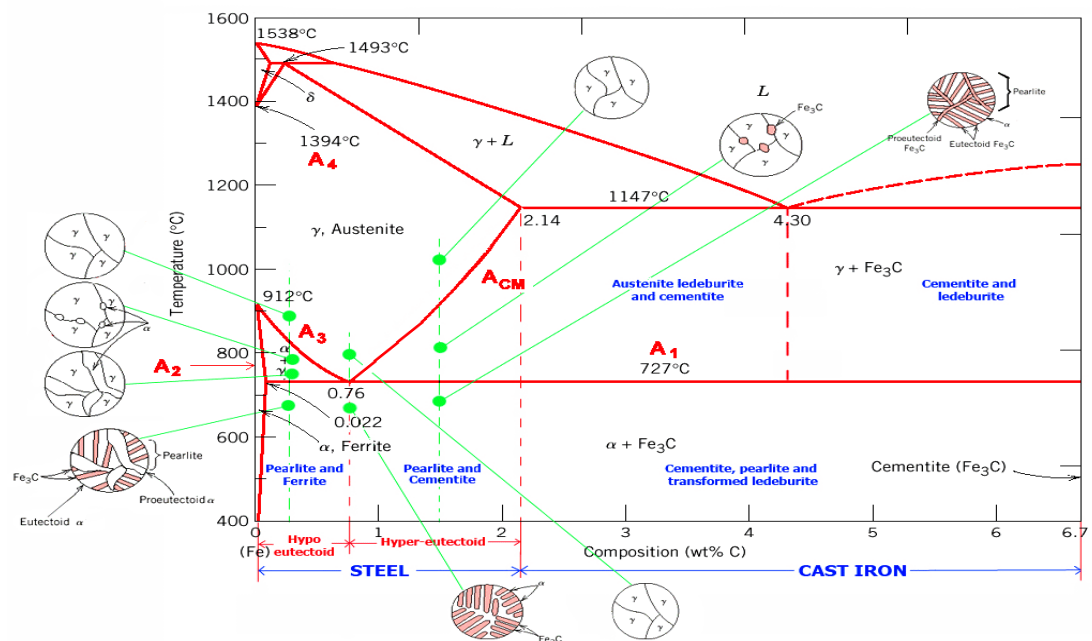 1600
1538°C
1493°C
1400
δ
1394°C
A4
γ + L
L
γ γ
γ γ
Fe3C
γ
γ γ
γ
Pearlite
Proeutectoid
Fe3C
Eutectoid Fe3C
α
1200
1147°C
2.14
4.30
Temperature (°C)
γ, Austenite
1000
ACM
Austenite ledeburite
and cementite
γ + Fe3C
Cementite and
ledeburite
912°C
γ γ
γ γ
γ γ
γ γ
α
γ γ
γ γ
A3
800
α
+
γ
A2
A1
727°C
0.76
0.022
600
α, Ferrite
α + Fe3C
Pearlite
Fe3C
Proeutectoid α
Eutectoid α
Pearlite and
Ferrite
Pearlite and
Cementite
Cementite, pearlite and
transformed ledeburite
Cementite (Fe3C)
400
0
1
2
3
4
5
6
6.7
(Fe)
Hypo
eutectoid
Hyper-eutectoid
Composition (wt% C)
STEEL
CAST IRON
α
Fe3C
γ γ
γ γ